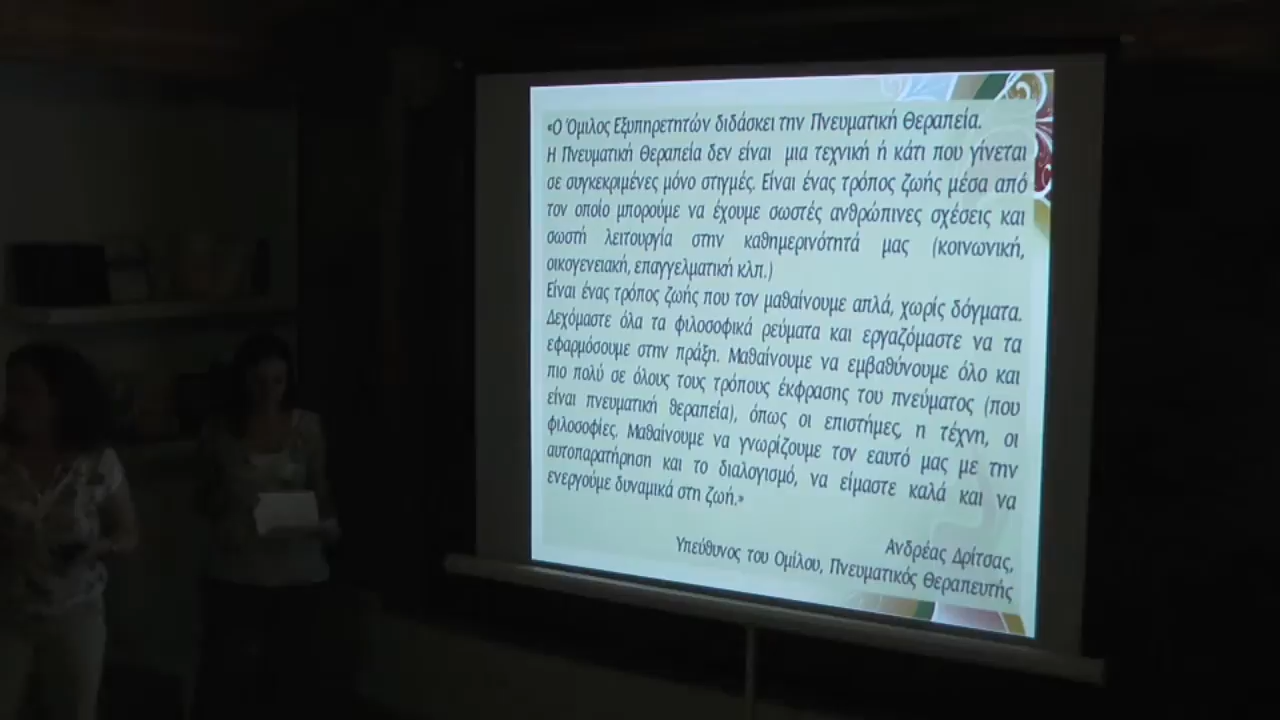 «Ο Όμιλος Εξυπηρετητών διδάσκει την Πνευματική Θεραπεία.
Η Πνευματική Θεραπεία δεν είναι μια τεχνική ή κάτι που γίνεται
σε συγκεκριμένες μόνο στιγμές. Είναι ένας τρόπος ζωής μέσα από
τον οποίο μπορούμε να έχουμε σωστές ανθρώπινες σχέσεις και
σωστή λειτουργία στην καθημερινότητά μας (κοινωνική,
οικογενειακή, επαγγελματική κλπ.)
Είναι ένας τρόπος ζωής που τον μαθαίνουμε απλά, χωρίς δόγματα.
Δεχόμαστε όλα τα φιλοσοφικά ρεύματα και εργαζόμαστε να τα
εφαρμόσουμε στην πράξη. Μαθαίνουμε να εμβαθύνουμε όλο και
πιο πολύ σε όλους τους τρόπους έκφρασης του πνεύματος (που
είναι πνευματική θεραπεία), όπως οι επιστήμες, η τέχνη, οι
φιλοσοφίες. Μαθαίνουμε να γνωρίζουμε τον εαυτό μας με την
αυτοπαρατήρηση και το διαλογισμό, να είμαστε καλά και να
ενεργούμε δυναμικά στη ζωή.»
Ανδρέας Δρίτσας,
Υπεύθυνος του Ομίλου, Πνευματικός Θεραπευτής